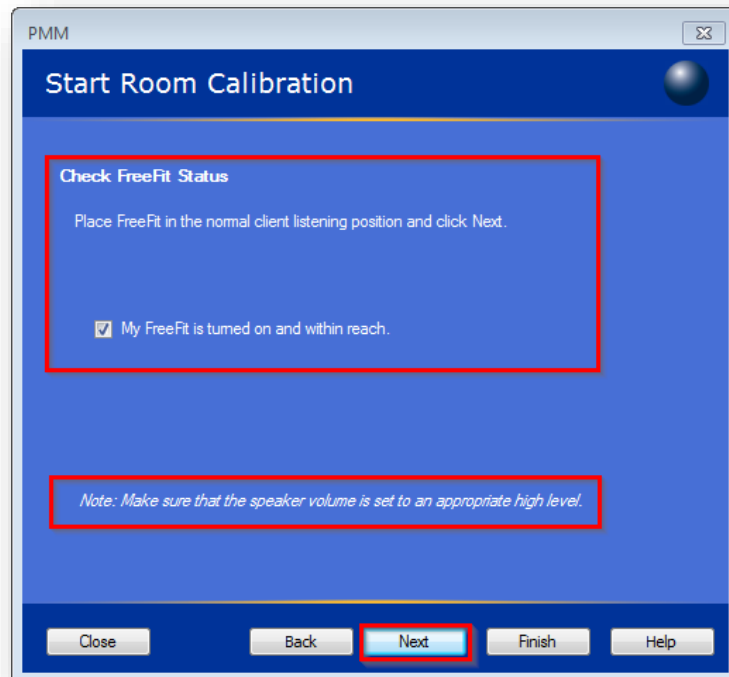 PMM
Start Room Calibration
Check FreeFit Status
Place FreeFit in the normal client listening position and click Next.
My FreeFit is turned on and within reach.
Note: Make sure that the speaker volume is set to an appropriate high level.
Close Back Next Finish Help